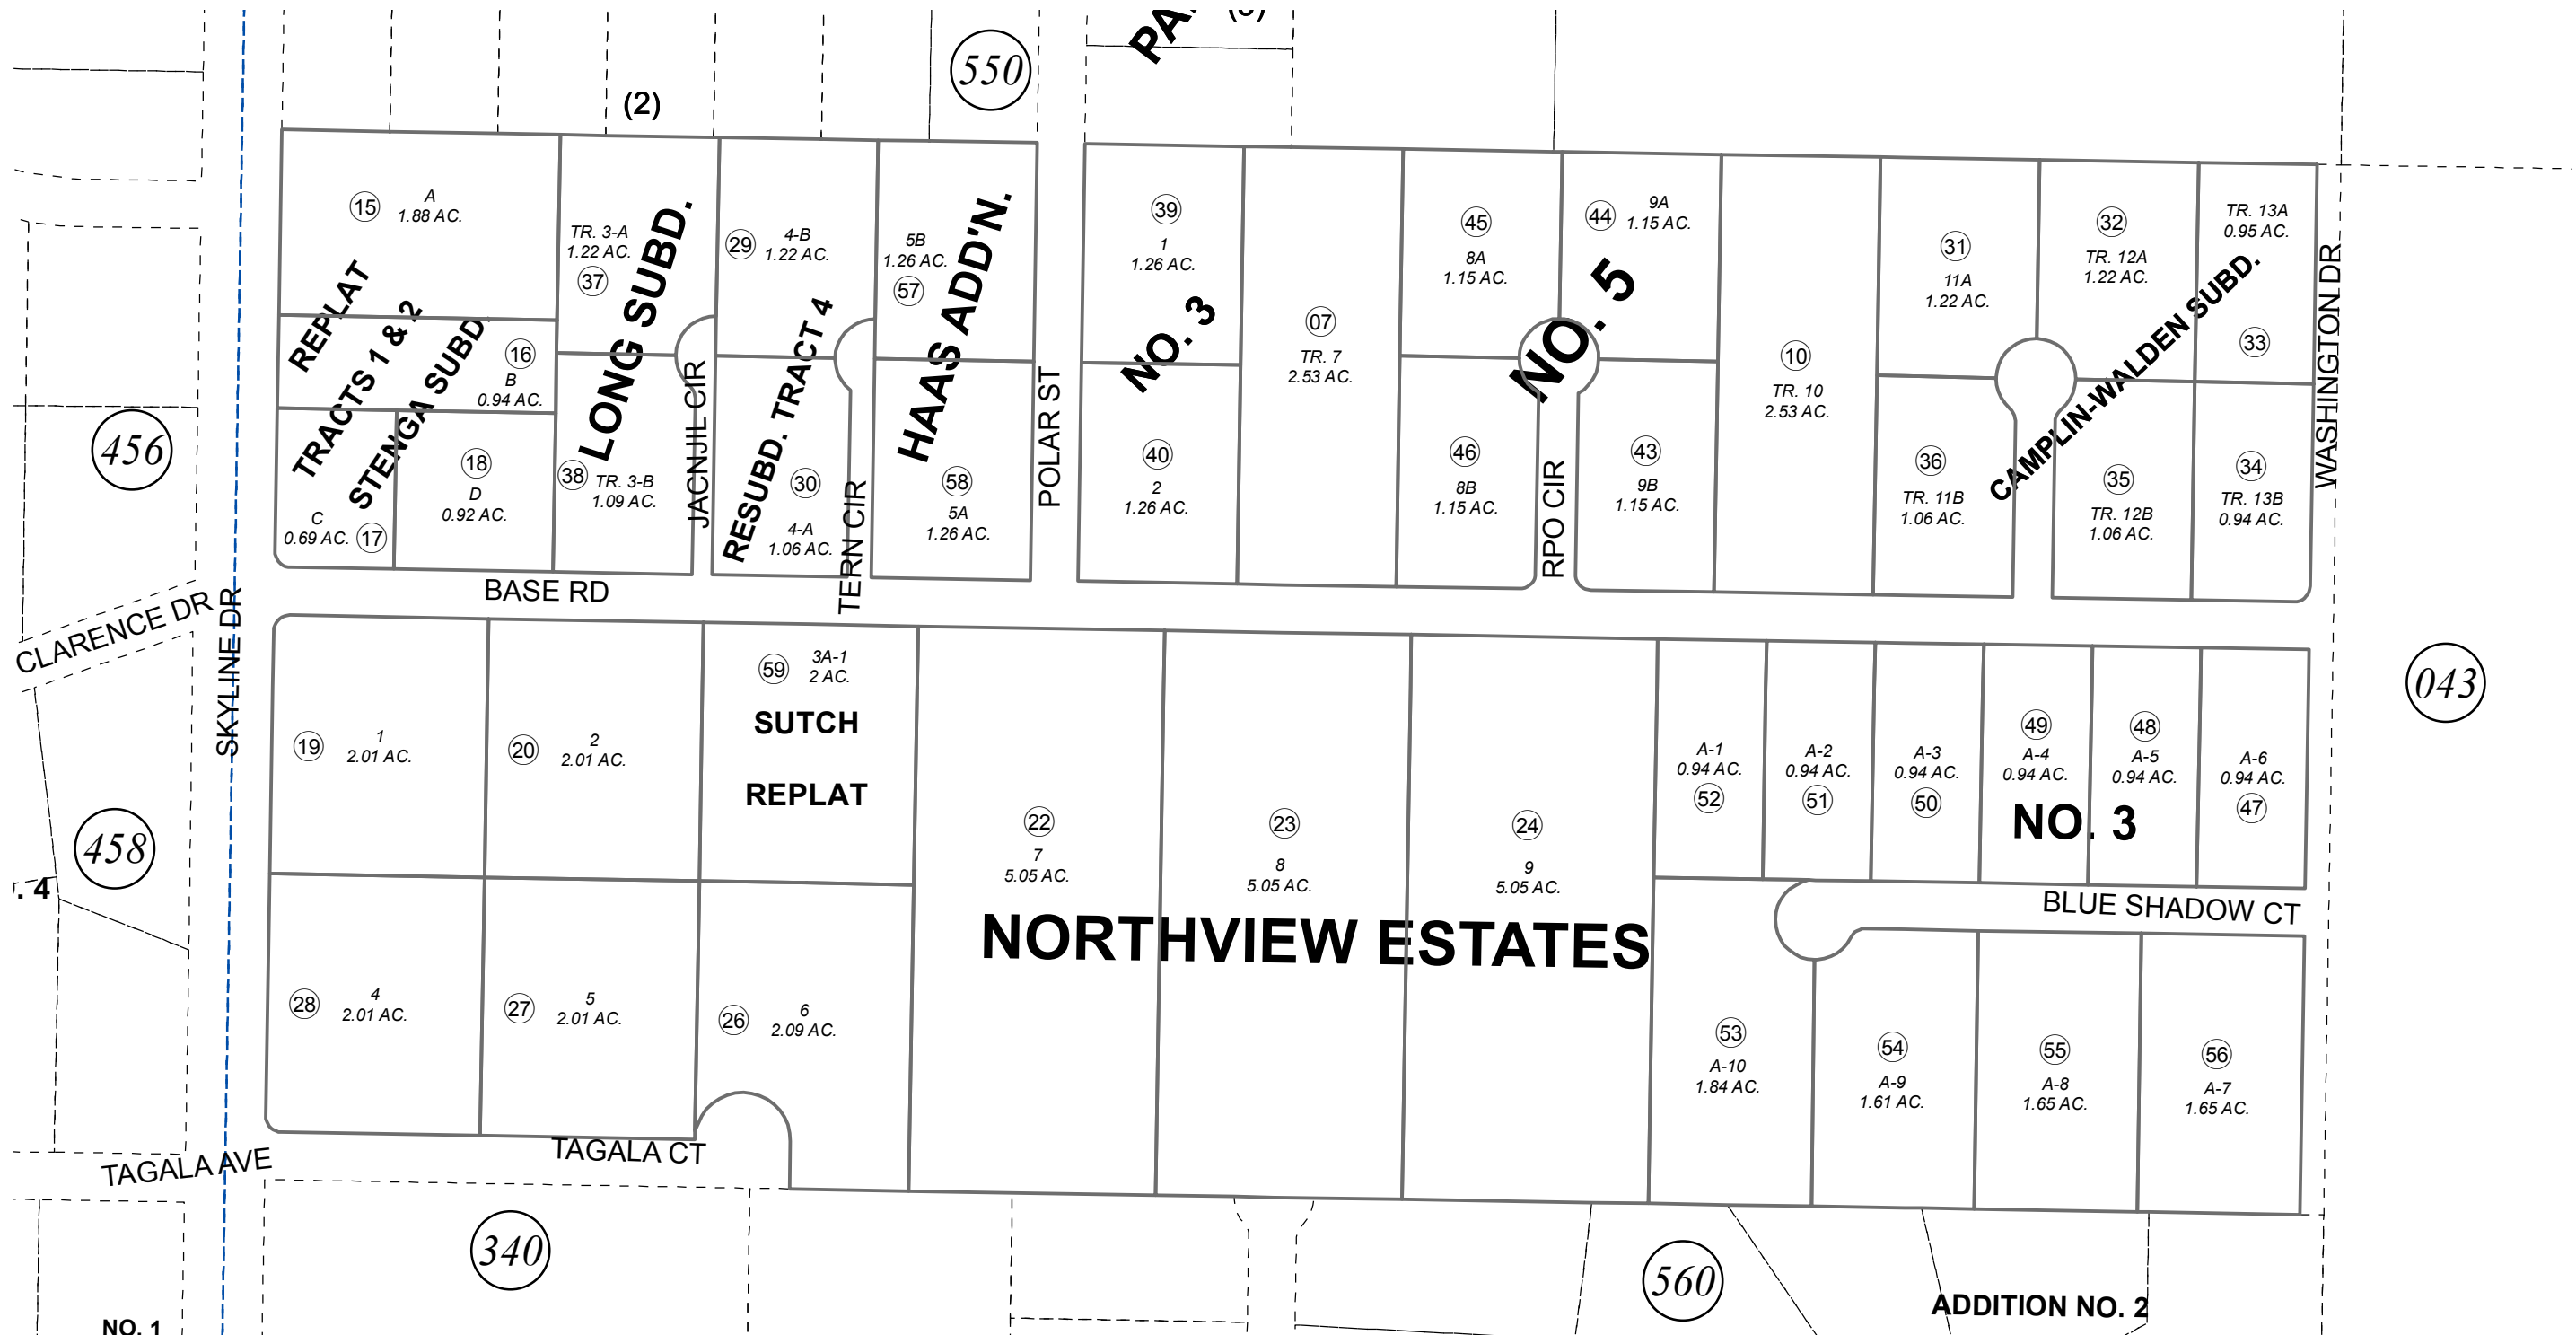 550
(2)
15
A
1.88 AC.
REPLAT
TRACTS 1 & 2
STENGA SUBD.
16
B
0.94 AC.
C
0.69 AC.
17
18
D
0.92 AC.
TR. 3-A
1.22 AC.
37
LONG SUBD.
38
TR. 3-B
1.09 AC.
JACNJIL CIR
29
4-B
1.22 AC.
RESUBD. TRACT 4
30
4-A
1.06 AC.
TERN CIR
5B
1.26 AC.
57
HAAS ADD'N.
58
5A
1.26 AC.
POLAR ST
39
1
1.26 AC.
NO. 3
40
2
1.26 AC.
07
TR. 7
2.53 AC.
45
8A
1.15 AC.
44
9A
1.15 AC.
NO. 5
46
8B
1.15 AC.
RPO CIR
43
9B
1.15 AC.
10
TR. 10
2.53 AC.
31
11A
1.22 AC.
36
TR. 11B
1.06 AC.
32
TR. 12A
1.22 AC.
CAMPLIN-WALDEN SUBD.
35
TR. 12B
1.06 AC.
TR. 13A
0.95 AC.
33
34
TR. 13B
0.94 AC.
WASHINGTON DR
456
BASE RD
CLARENCE DR
SKYLINE DR
043
19
1
2.01 AC.
20
2
2.01 AC.
59
3A-1
2 AC.
SUTCH
REPLAT
22
7
5.05 AC.
23
8
5.05 AC.
24
9
5.05 AC.
A-1
0.94 AC.
52
A-2
0.94 AC.
51
A-3
0.94 AC.
50
49
A-4
0.94 AC.
48
A-5
0.94 AC.
A-6
0.94 AC.
47
NO. 3
458
. 4
BLUE SHADOW CT
NORTHVIEW ESTATES
28
4
2.01 AC.
27
5
2.01 AC.
26
6
2.09 AC.
53
A-10
1.84 AC.
54
A-9
1.61 AC.
55
A-8
1.65 AC.
56
A-7
1.65 AC.
TAGALA AVE
TAGALA CT
340
560
ADDITION NO. 2
NO. 1